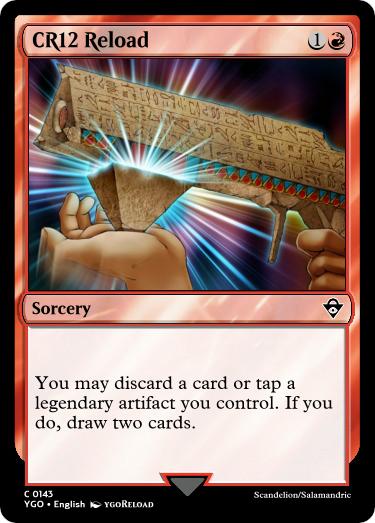 CR12 Reload
1
Sorcery
You may discard a card or tap a
legendary artifact you control. If you
do, draw two cards.
C 0143
YGO • English YGORELOAD
Scandelion/Salamandric